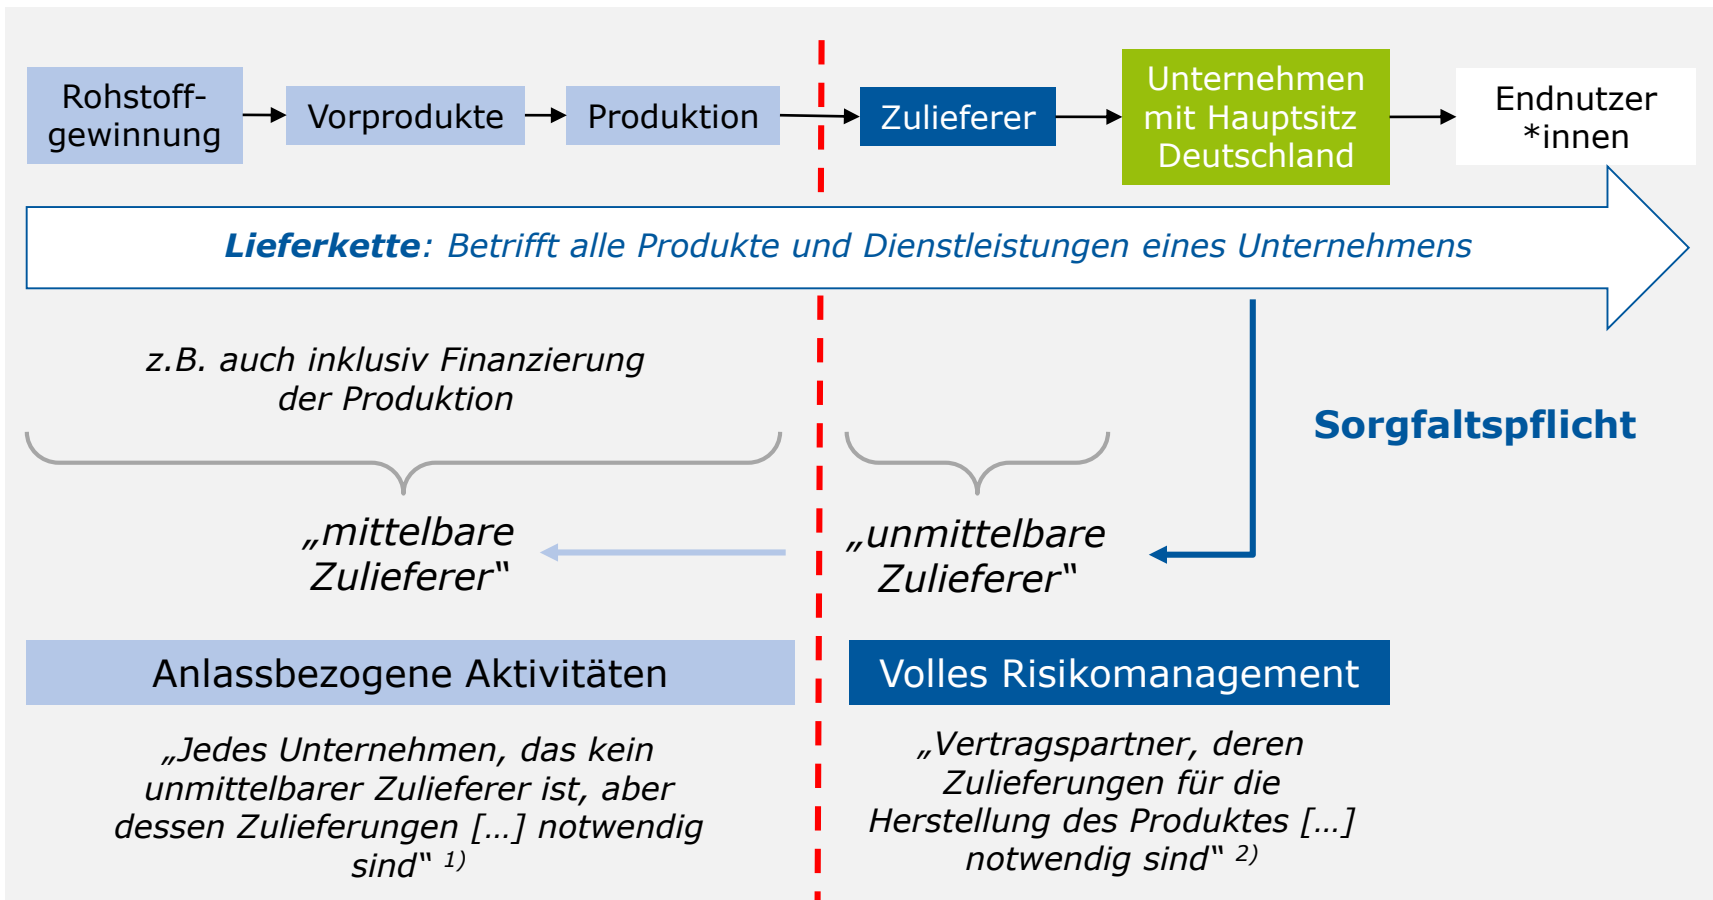 Rohstoff-
gewinnung
Vorprodukte
Produktion
Zulieferer
Unternehmen
mit Hauptsitz
Deutschland
Endnutzer
*innen
Lieferkette: Betrifft alle Produkte und Dienstleistungen eines Unternehmens
z.B. auch inklusiv Finanzierung
der Produktion
Sorgfaltspflicht
„mittelbare
Zulieferer“
„unmittelbare
Zulieferer“
Anlassbezogene Aktivitäten
Volles Risikomanagement
„Jedes Unternehmen, das kein
unmittelbarer Zulieferer ist, aber
dessen Zulieferungen […] notwendig
sind“ 1)
„Vertragspartner, deren
Zulieferungen für die
Herstellung des Produktes […]
notwendig sind“ 2)